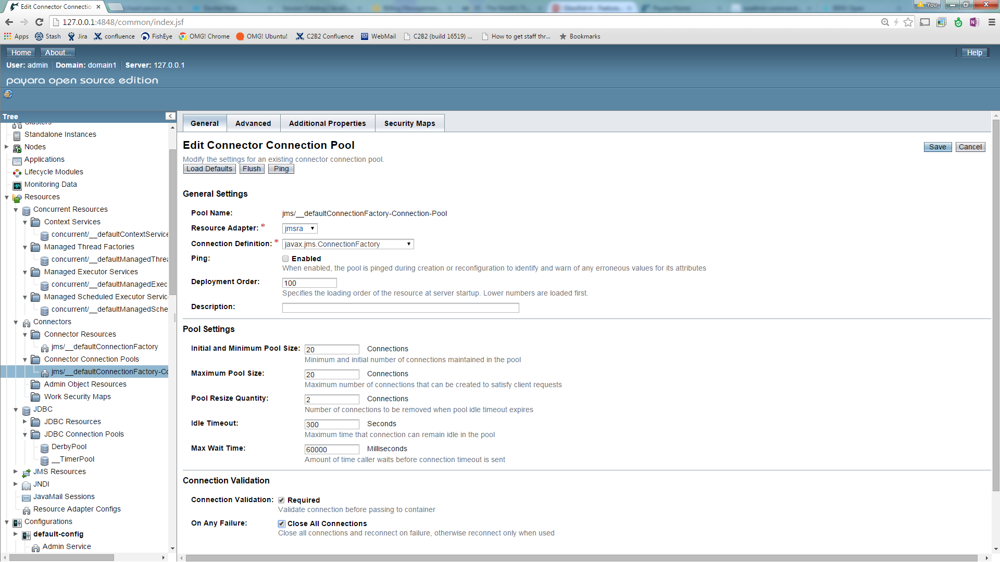 Edit Connector Connectio
You
127.0.0.1:4848/common/index.jsf
Apps Stash Jira confluence FishEye OMG! Chrome OMG! Ubuntu! C2B2 Confluence WebMail C2B2 (build 16519) ... How to get staff thr... Bookmarks
Home About... Help
User: admin Domain: domain1 Server: 127.0.0.1
payara open source edition
Tree
Clusters
Standalone Instances
Nodes
Applications
Lifecycle Modules
Monitoring Data
Resources
Concurrent Resources
Context Services
concurrent/__defaultContextService
Managed Thread Factories
concurrent/__defaultManagedThrea
Managed Executor Services
concurrent/__defaultManagedExec
Managed Scheduled Executor Servic
concurrent/__defaultManagedSche
Connectors
Connector Resources
jms/__defaultConnectionFactory
Connector Connection Pools
jms/__defaultConnectionFactory-Co
Admin Object Resources
Work Security Maps
JDBC
JDBC Resources
JDBC Connection Pools
DerbyPool
__TimerPool
JMS Resources
JNDI
JavaMail Sessions
Resource Adapter Configs
Configurations
default-config
Admin Service
General Advanced Additional Properties Security Maps
Edit Connector Connection Pool
Save Cancel
Modify the settings for an existing connector connection pool.
Load Defaults Flush Ping
General Settings
Pool Name: jms/__defaultConnectionFactory-Connection-Pool
Resource Adapter: * jmsra
Connection Definition: * javax.jms.ConnectionFactory
Ping: Enabled
When enabled, the pool is pinged during creation or reconfiguration to identify and warn of any erroneous values for its attributes
Deployment Order: 100
Specifies the loading order of the resource at server startup. Lower numbers are loaded first.
Description:
Pool Settings
Initial and Minimum Pool Size: 20 Connections
Minimum and initial number of connections maintained in the pool
Maximum Pool Size: 20 Connections
Maximum number of connections that can be created to satisfy client requests
Pool Resize Quantity: 2 Connections
Number of connections to be removed when pool idle timeout expires
Idle Timeout: 300 Seconds
Maximum time that connection can remain idle in the pool
Max Wait Time: 60000 Milliseconds
Amount of time caller waits before connection timeout is sent
Connection Validation
Connection Validation: Required
Validate connection before passing to container
On Any Failure: Close All Connections
Close all connections and reconnect on failure, otherwise reconnect only when used